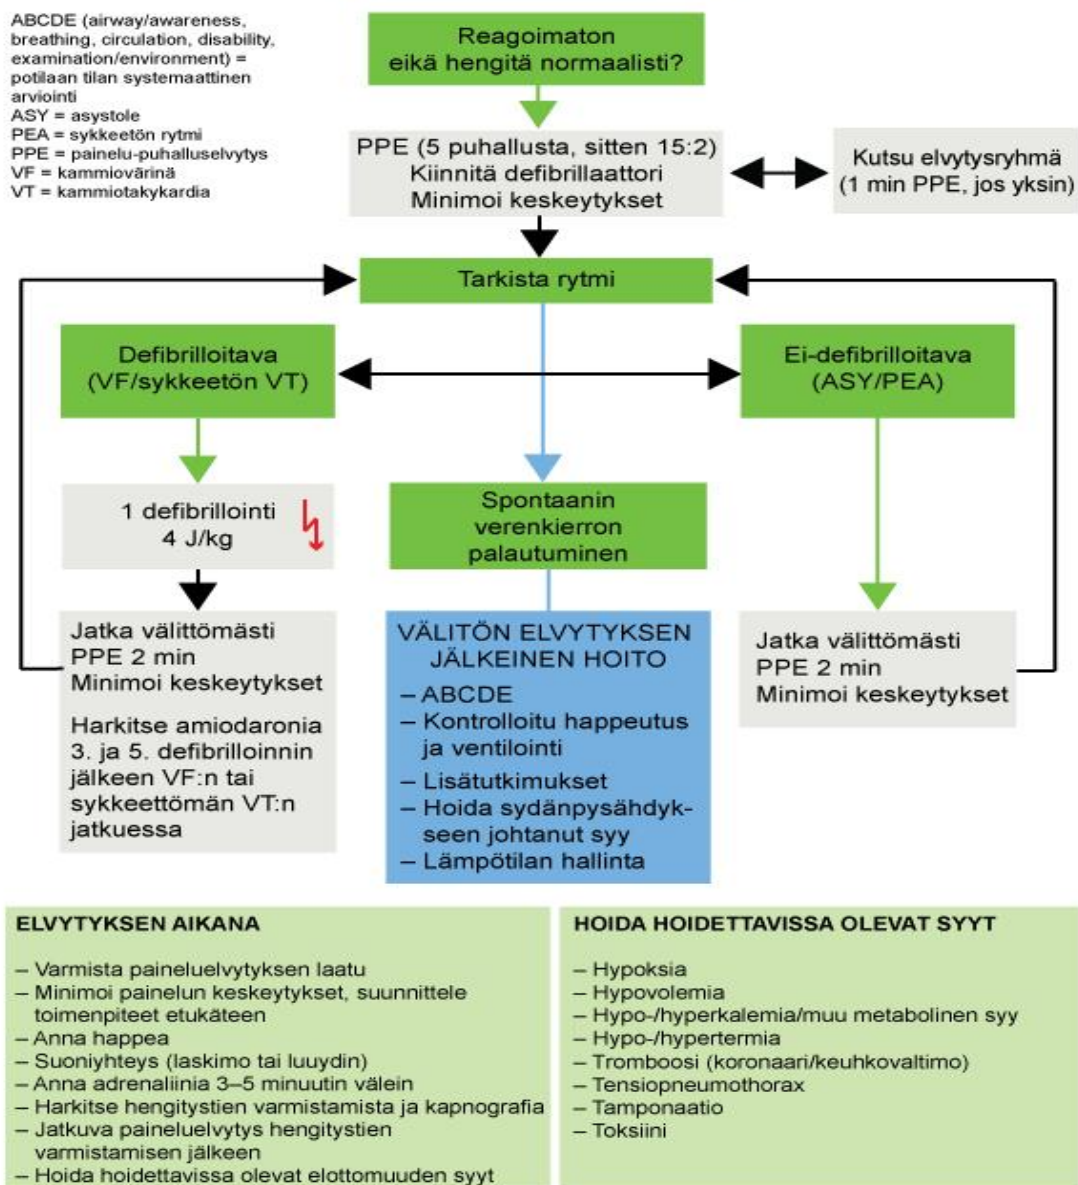 ABCDE (airway/awareness,
breathing, circulation, disability,
examination/environment) =
potilaan tilan systemaattinen
arviointi
ASY = asystole
PEA = sykkeetön rytmi
PPE = painelu-puhalluselvytys
VF = kammiovärinä
VT = kammiotakykardia
Reagoimaton
eikä hengitä normaalisti?
PPE (5 puhallusta, sitten 15:2)
Kiinnitä defibrillaattori
Minimoi keskeytykset
Kutsu elvytysryhmä
(1 min PPE, jos yksin)
Tarkista rytmi
Defibrilloitava
(VF/sykkeetön VT)
Ei-defibrilloitava
(ASY/PEA)
1 defibrillointi
4 J/kg
Spontaanin
verenkierron
palautuminen
Jatka välittömästi
PPE 2 min
Minimoi keskeytykset
Harkitse amiodaronia
3. ja 5. defibrilloinnin
jälkeen VF:n tai
sykkeettömän VT:n
jatkuessa
VÄLITÖN ELVYTYKSEN
JÄLKEINEN HOITO
– ABCDE
– Kontrolloitu happeutus
ja ventilointi
– Lisätutkimukset
– Hoida sydänpysähdyk-
seen johtanut syy
– Lämpötilan hallinta
Jatka välittömästi
PPE 2 min
Minimoi keskeytykset
ELVYTYKSEN AIKANA
– Varmista paineluelvytyksen laatu
– Minimoi painelun keskeytykset, suunnittele
toimenpiteet etukäteen
– Anna happea
– Suoniyhteys (laskimo tai luuydin)
– Anna adrenaliinia 3–5 minuutin välein
– Harkitse hengitystien varmistamista ja kapnografia
– Jatkuva paineluelvytys hengitystien
varmistamisen jälkeen
– Hoida hoidettavissa olevat elottomuuden syyt
HOIDA HOIDETTAVISSA OLEVAT SYYT
– Hypoksia
– Hypovolemia
– Hypo-/hyperkalemia/muu metabolinen syy
– Hypo-/hypertermia
– Tromboosi (koronaari/keuhkovaltimo)
– Tensiopneumothorax
– Tamponaatio
– Toksiini